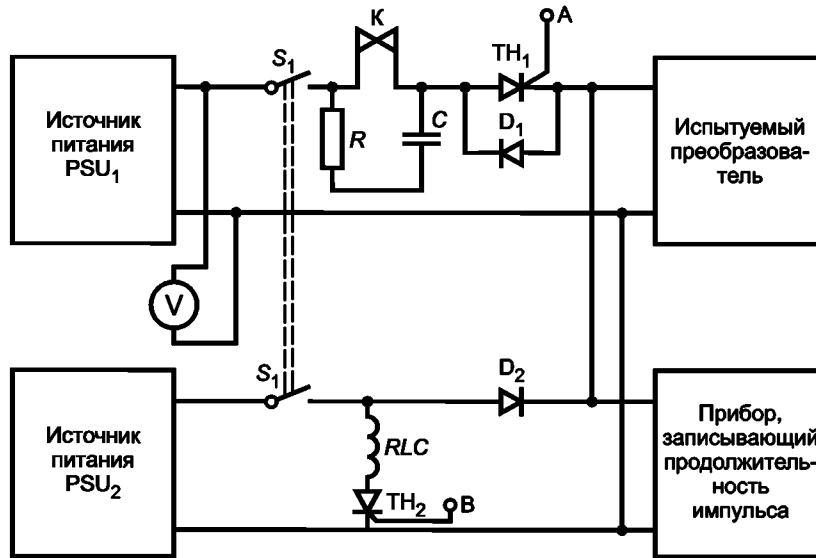 К
A
S1
TH1
Источник
питания
PSU1
R
C
D1
Испытуемый
преобразова-
тель
V
S1
D2
Источник
питания
PSU2
RLC
TH2
B
Прибор,
записывающий
продолжитель-
ность
импульса